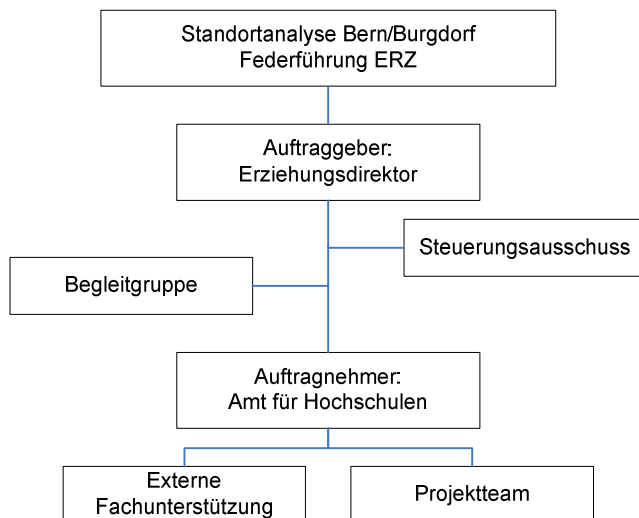 Standortanalyse Bern/Burgdorf
Federführung ERZ
Auftraggeber:
Erziehungsdirektor
Steuerungsausschuss
Begleitgruppe
Auftragnehmer:
Amt für Hochschulen
Externe
Fachunterstützung
Projektteam